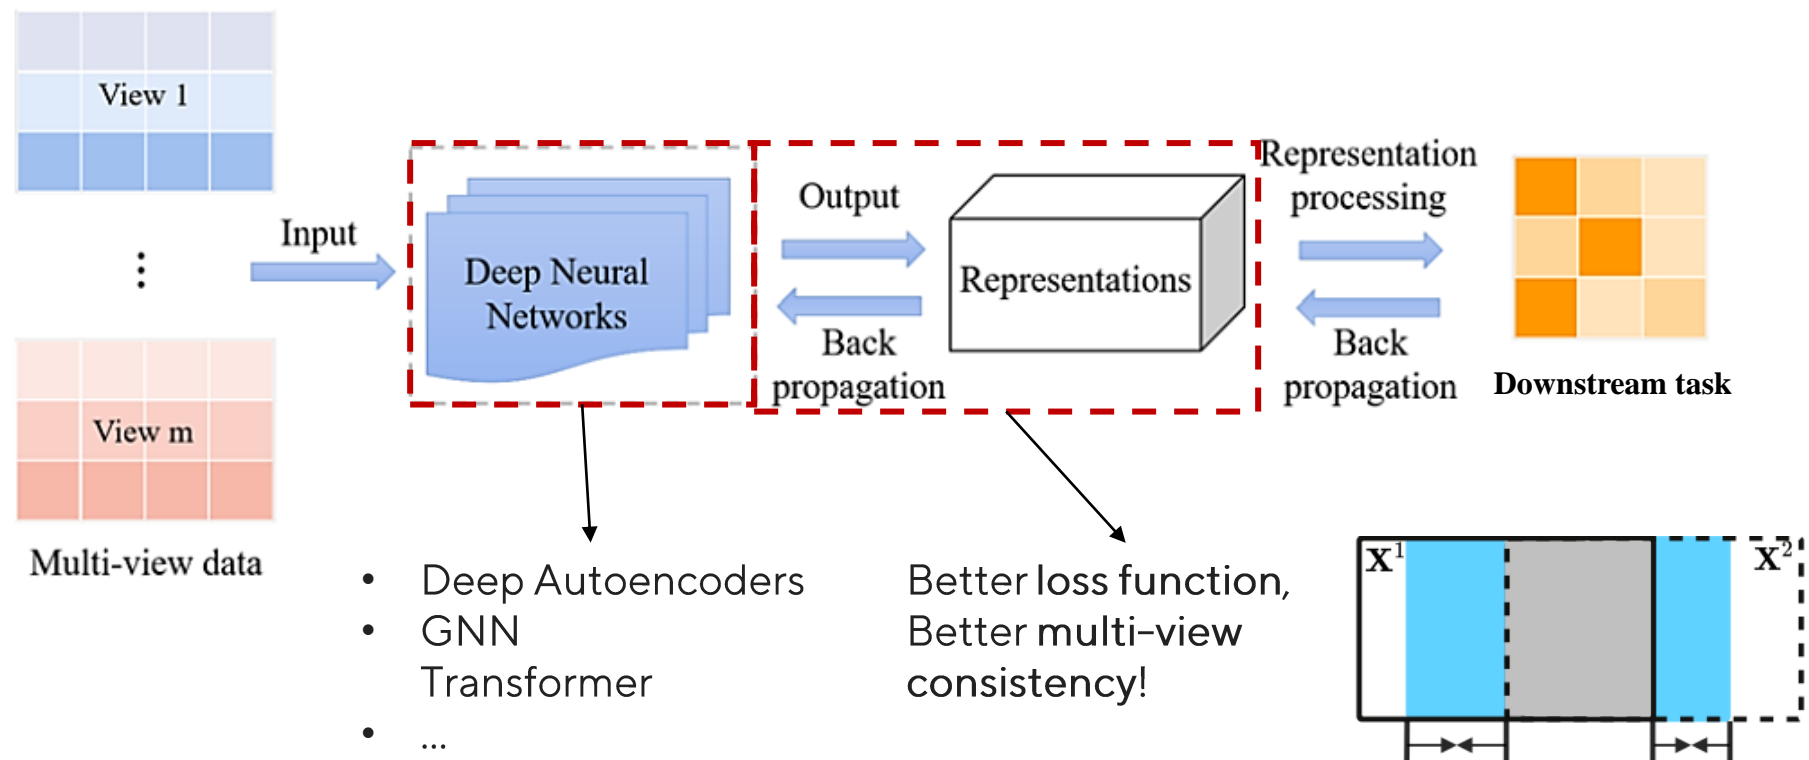 View 1
⋮
View m
Multi-view data
Input
Deep Neural
Networks
Output
Back
propagation
Representations
Representation
processing
Back
propagation
Downstream task
• Deep Autoencoders
• GNN
Transformer
• ...
Better loss function,
Better multi-view
consistency!
X¹
X²